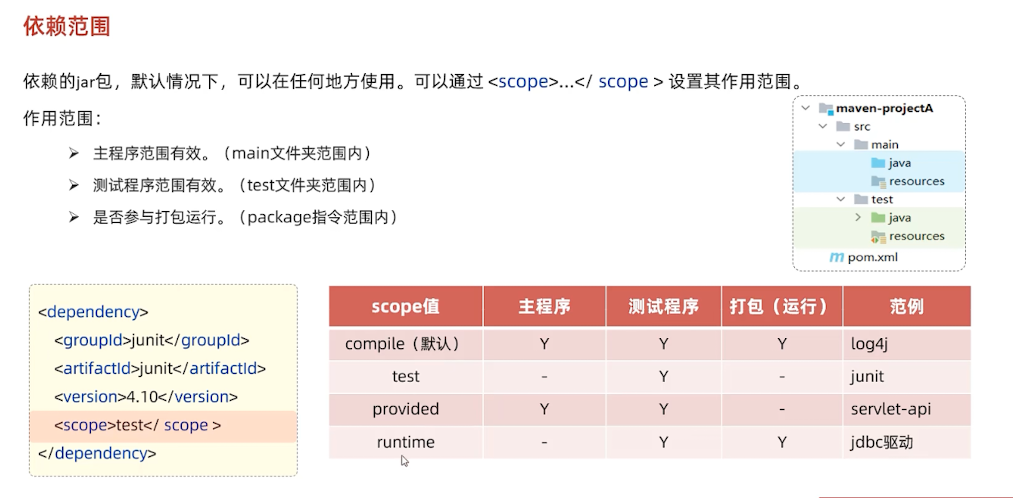 依赖范围
依赖的jar包，默认情况下，可以在任何地方使用。可以通过 <scope>...</ scope > 设置其作用范围。
作用范围：
➢ 主程序范围有效。（main文件夹范围内）
➢ 测试程序范围有效。（test文件夹范围内）
➢ 是否参与打包运行。（package指令范围内）
maven-projectA
src
main
java
resources
test
java
resources
m pom.xml
<dependency>
<groupId>junit</groupId>
<artifactId>junit</artifactId>
<version>4.10</version>
<scope>test</ scope >
</dependency>
scope值 主程序 测试程序 打包（运行） 范例
compile（默认） Y Y Y log4j
test - Y - junit
provided Y Y - servlet-api
runtime - Y Y jdbc驱动